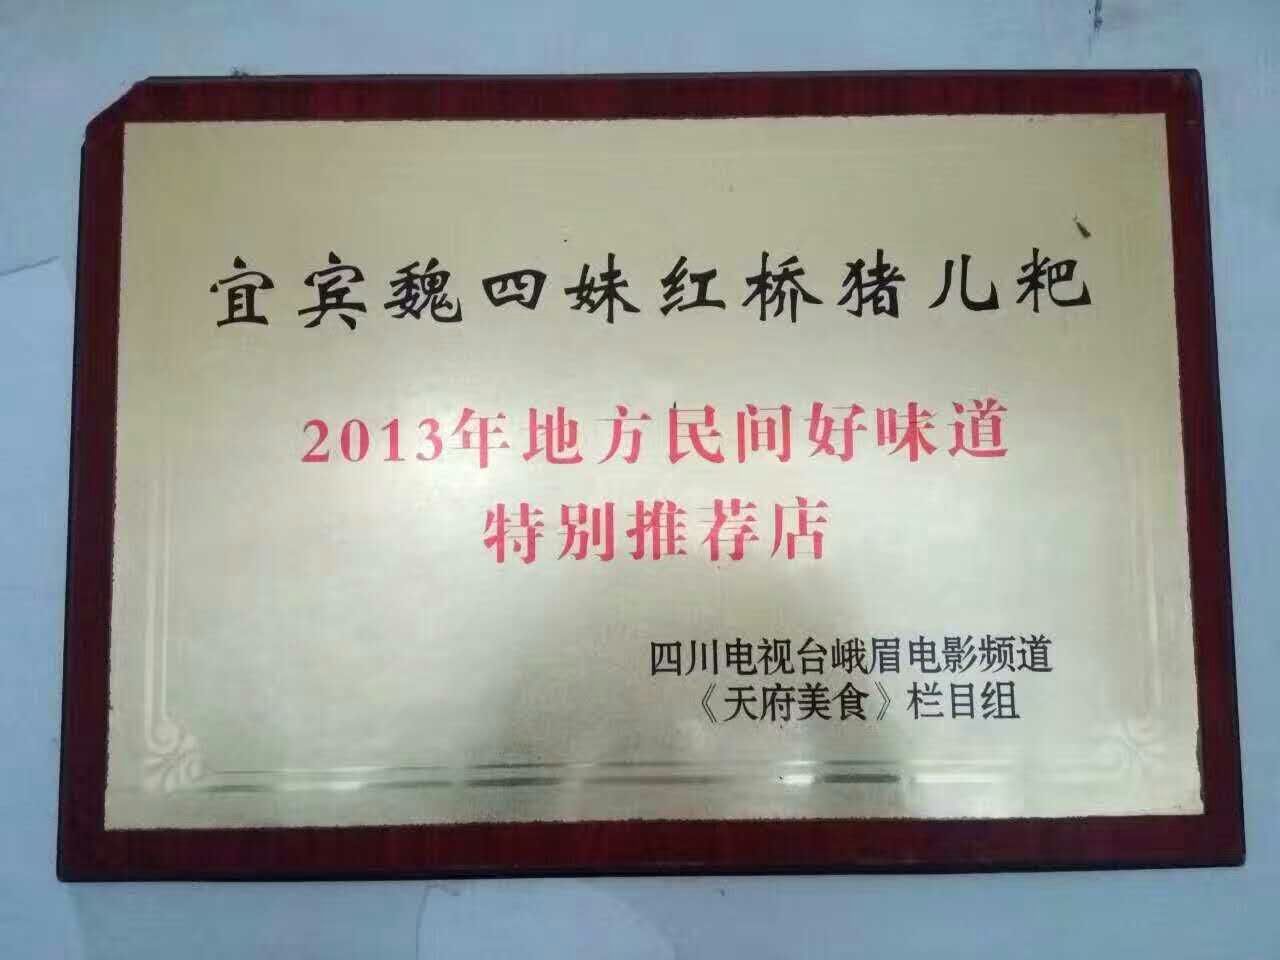 宜宾魏四妹红桥猪儿粑
2013年地方民间好味道
特别推荐店
四川电视台峨眉电影频道
《天府美食》栏目组